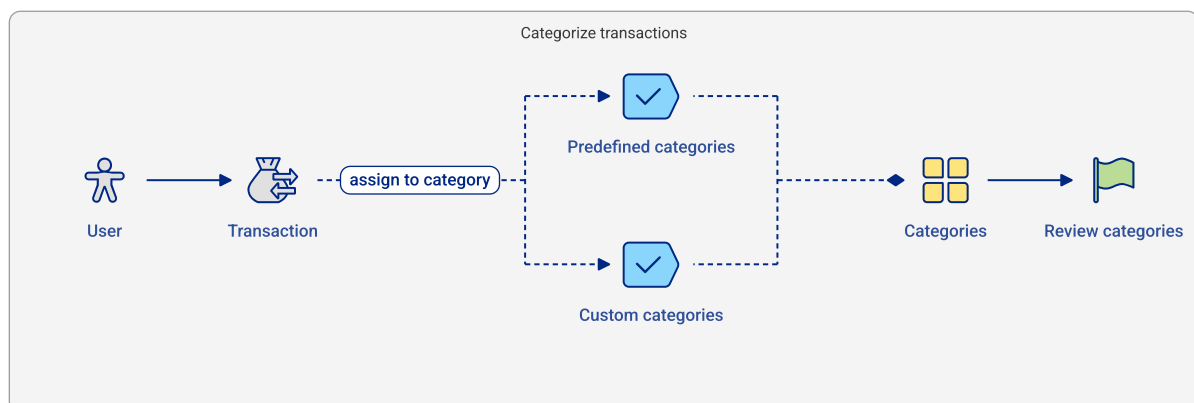 Categorize transactions
Predefined categories
assign to category
User
Transaction
Categories
Review categories
Custom categories